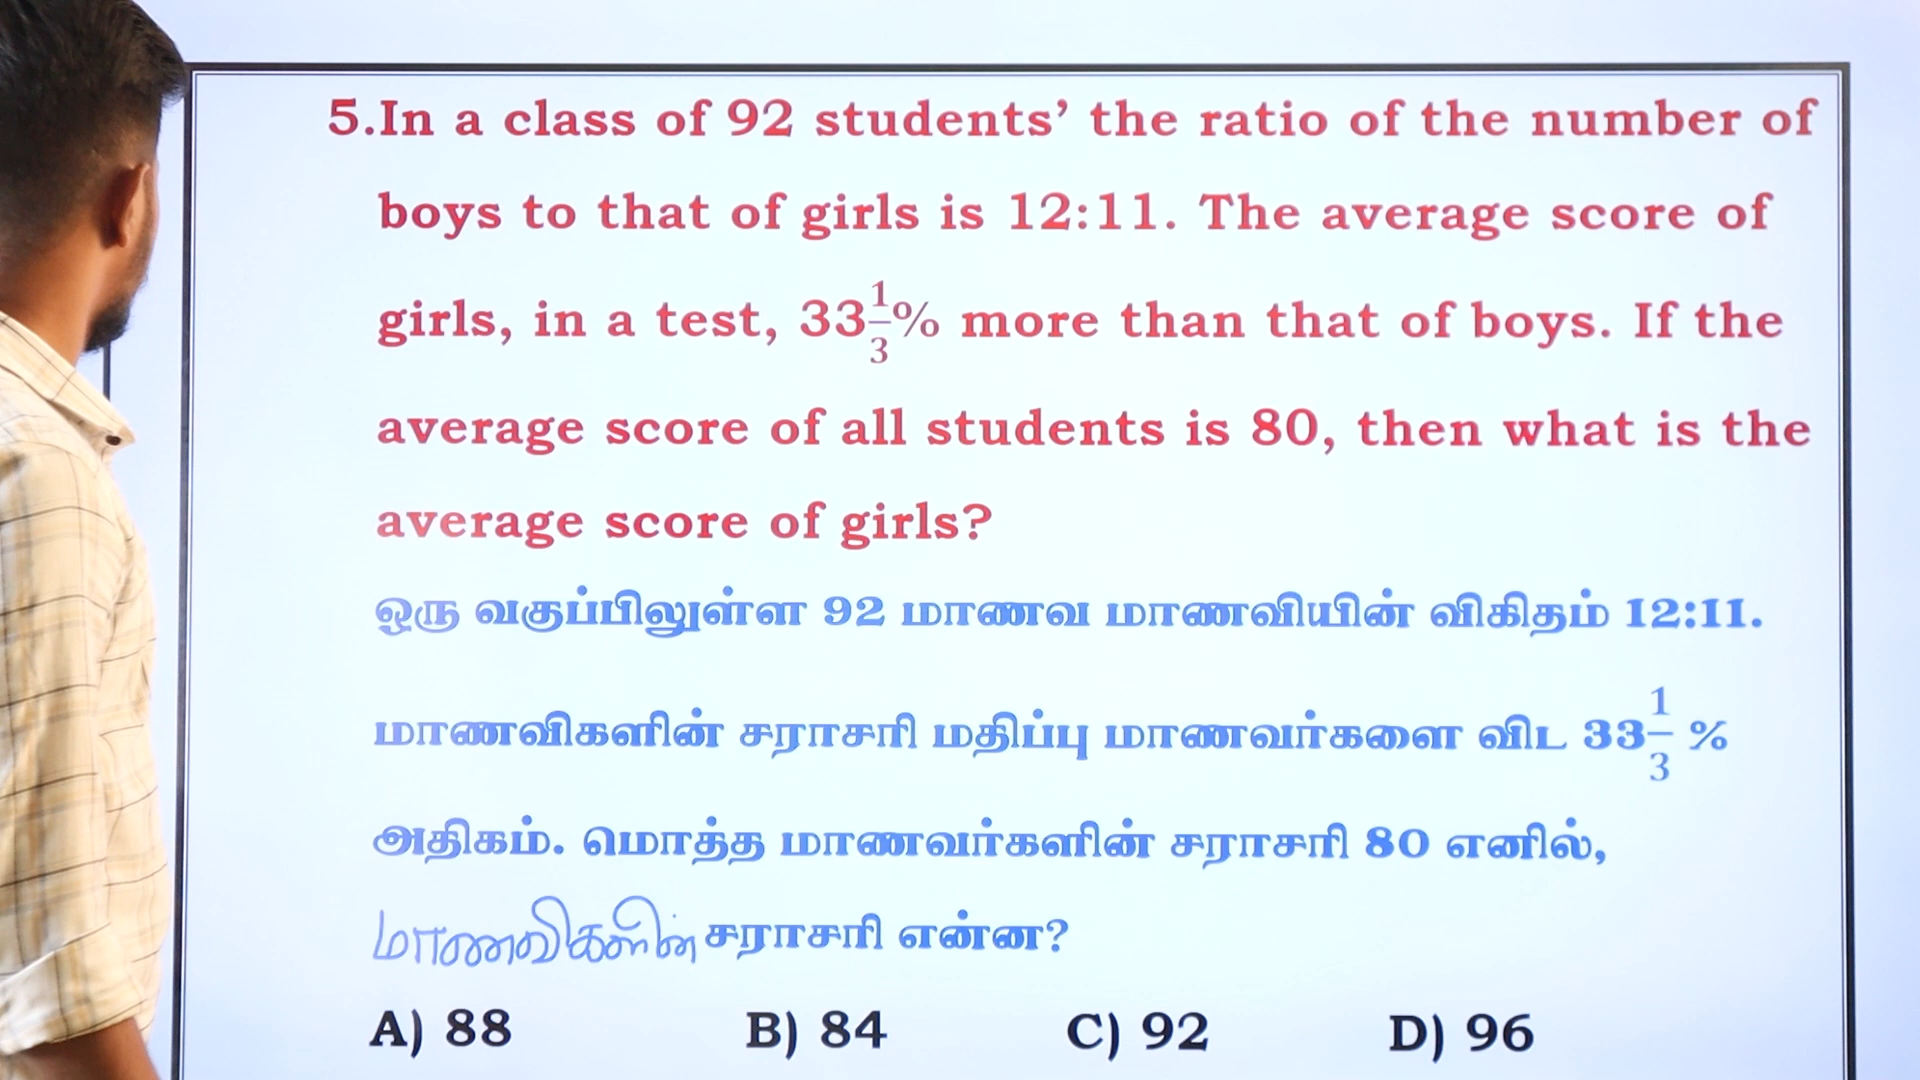 5.In a class of 92 students’ the ratio of the number of
boys to that of girls is 12:11. The average score of
girls, in a test, 33 1/3 % more than that of boys. If the
average score of all students is 80, then what is the
average score of girls?
ஒரு வகுப்பிலுள்ள 92 மாணவ மாணவியின் விகிதம் 12:11.
மாணவிகளின் சராசரி மதிப்பு மாணவர்களை விட 33 1/3 %
அதிகம். மொத்த மாணவர்களின் சராசரி 80 எனில்,
மாணவிகளின் சராசரி என்ன?
A) 88 B) 84 C) 92 D) 96